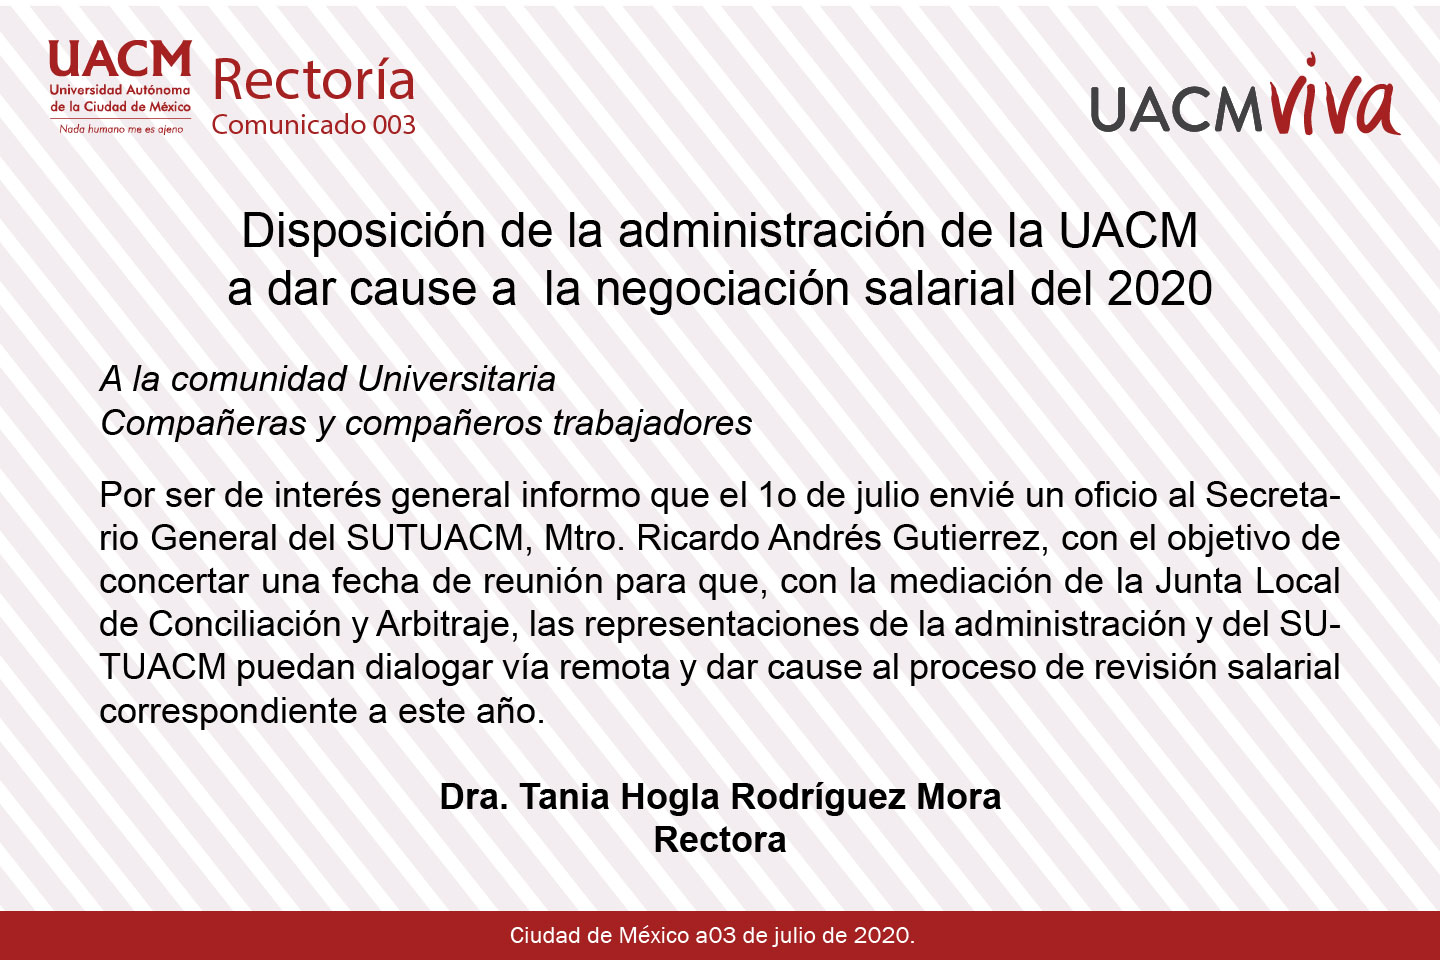 UACM
Universidad Autónoma
de la Ciudad de México
Nada humano me es ajeno
Rectoría
Comunicado 003
UACMviva
Disposición de la administración de la UACM
a dar cause a  la negociación salarial del 2020
A la comunidad Universitaria
Compañeras y compañeros trabajadores
Por ser de interés general informo que el 1o de julio envié un oficio al Secreta-
rio General del SUTUACM, Mtro. Ricardo Andrés Gutierrez, con el objetivo de
concertar una fecha de reunión para que, con la mediación de la Junta Local
de Conciliación y Arbitraje, las representaciones de la administración y del SU-
TUACM puedan dialogar vía remota y dar cause al proceso de revisión salarial
correspondiente a este año.
Dra. Tania Hogla Rodríguez Mora
Rectora
Ciudad de México a03 de julio de 2020.